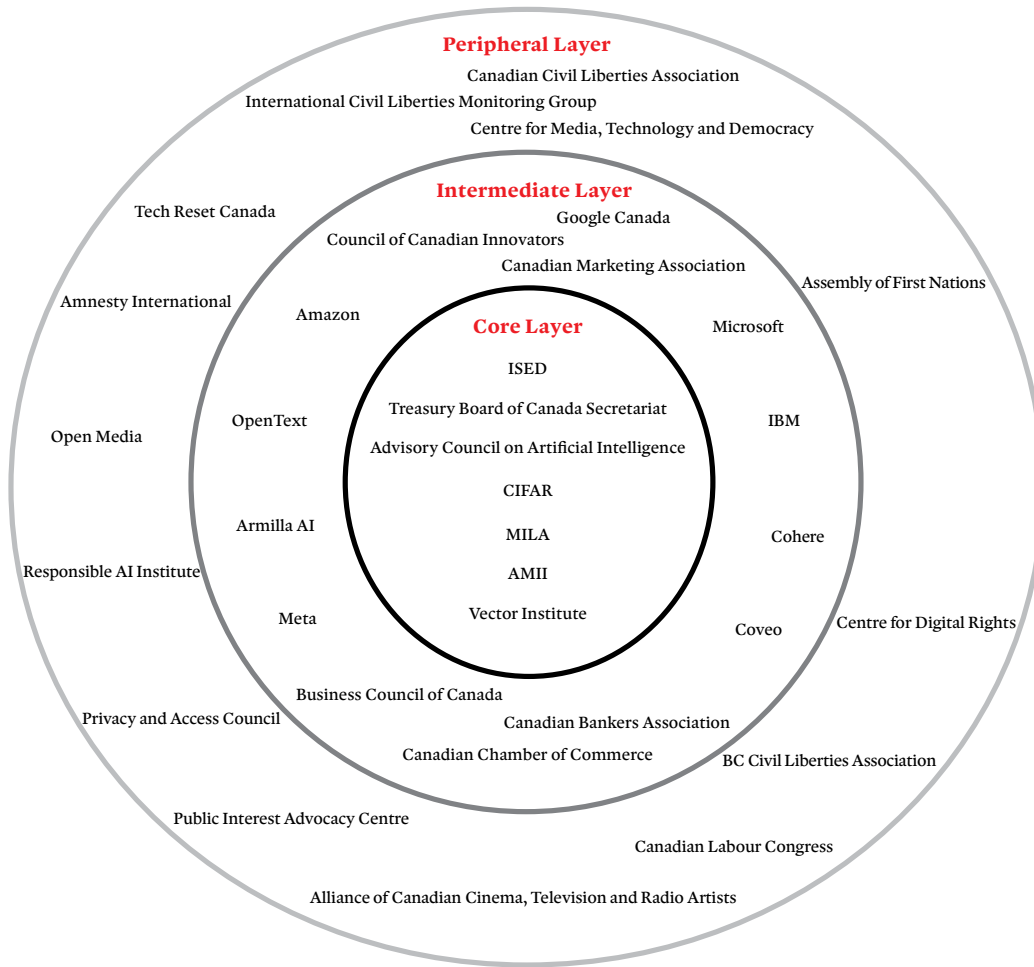 Peripheral Layer
Canadian Civil Liberties Association
International Civil Liberties Monitoring Group
Centre for Media, Technology and Democracy
Intermediate Layer
Tech Reset Canada
Google Canada
Council of Canadian Innovators
Canadian Marketing Association
Assembly of First Nations
Amnesty International
Amazon
Core Layer
Microsoft
ISED
Treasury Board of Canada Secretariat
OpenText
IBM
Open Media
Advisory Council on Artificial Intelligence
CIFAR
Armilla AI
MILA
Cohere
Responsible AI Institute
AMII
Vector Institute
Meta
Centre for Digital Rights
Coveo
Business Council of Canada
Privacy and Access Council
Canadian Bankers Association
Canadian Chamber of Commerce
BC Civil Liberties Association
Public Interest Advocacy Centre
Canadian Labour Congress
Alliance of Canadian Cinema, Television and Radio Artists